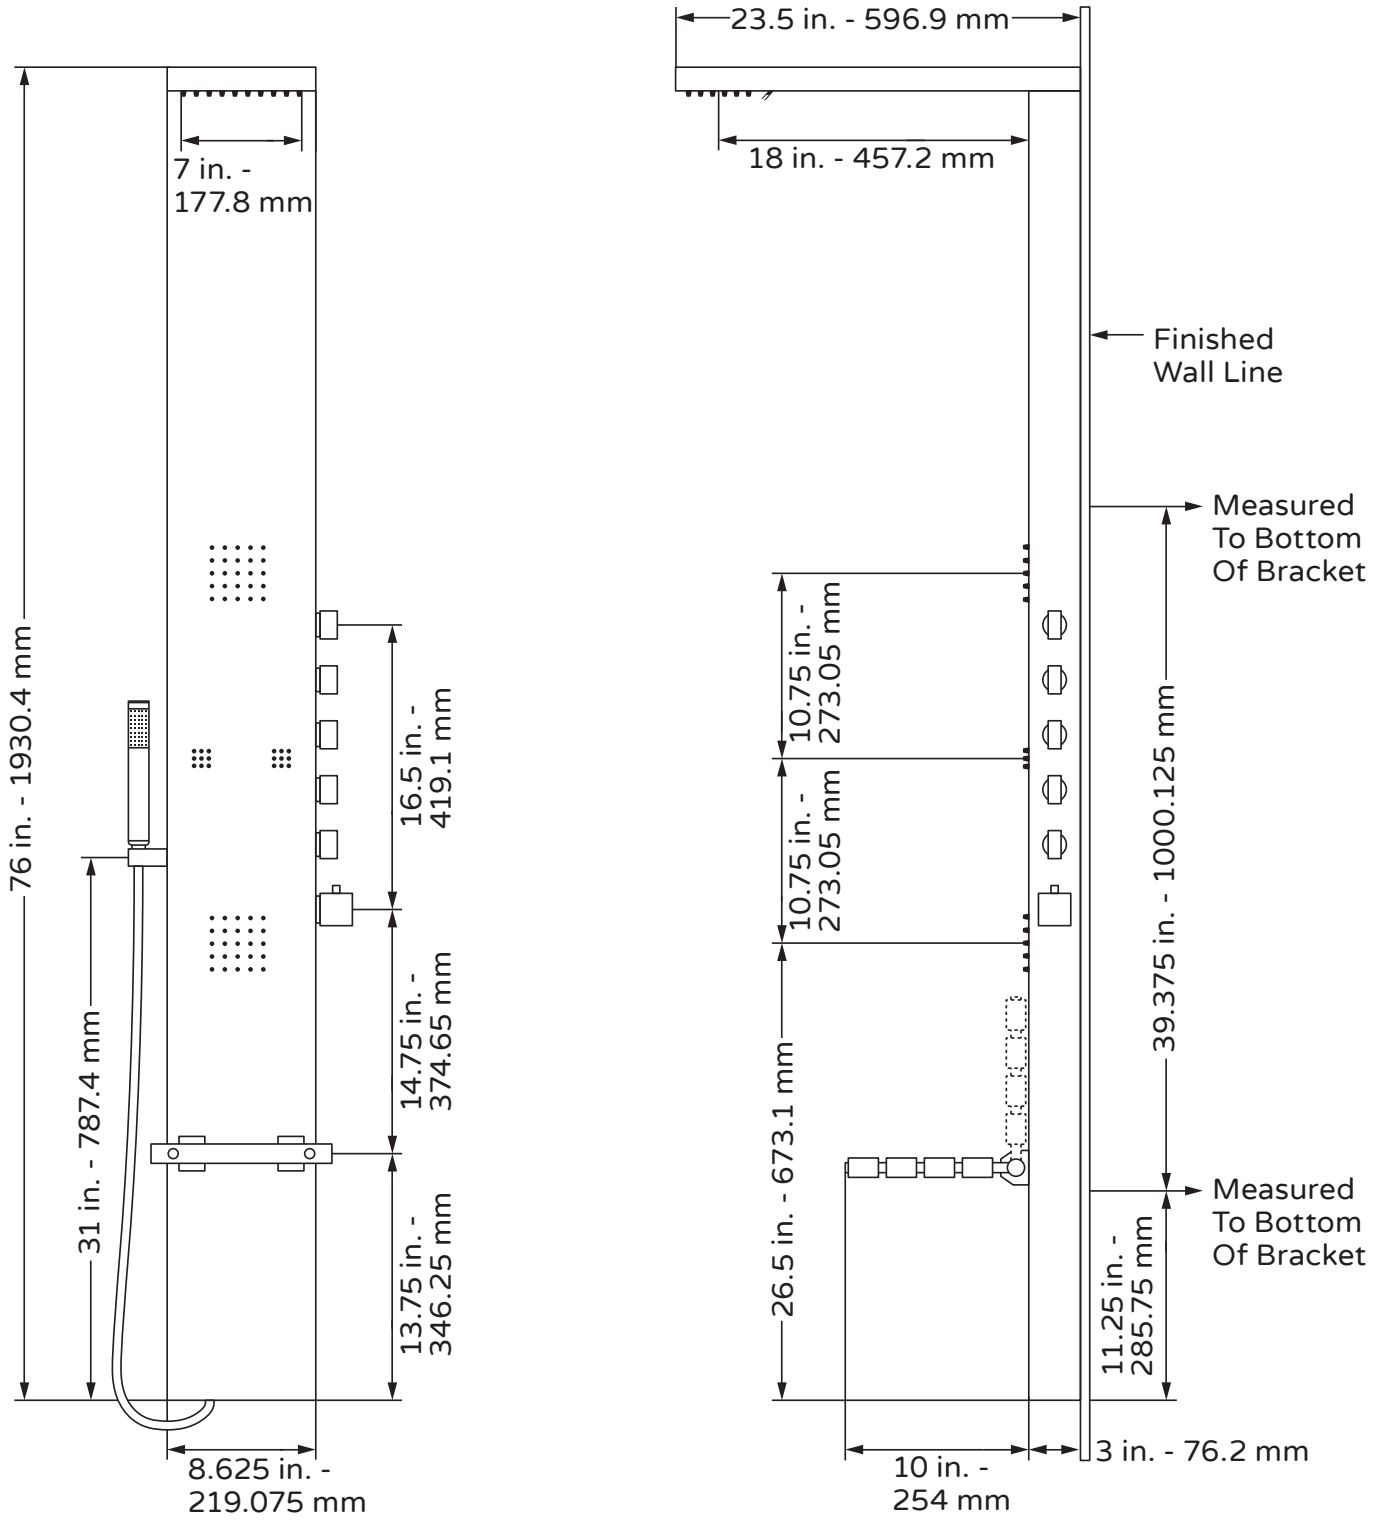 23.5 in. - 596.9 mm
7 in. -
177.8 mm
18 in. - 457.2 mm
Finished
Wall Line
Measured
To Bottom
Of Bracket
76 in. - 1930.4 mm
16.5 in. -
419.1 mm
10.75 in. -
273.05 mm
10.75 in. -
273.05 mm
39.375 in. - 1000.125 mm
31 in. - 787.4 mm
14.75 in. -
374.65 mm
26.5 in. - 673.1 mm
13.75 in. -
346.25 mm
Measured
To Bottom
Of Bracket
11.25 in. -
285.75 mm
8.625 in. -
219.075 mm
10 in. -
254 mm
3 in. - 76.2 mm